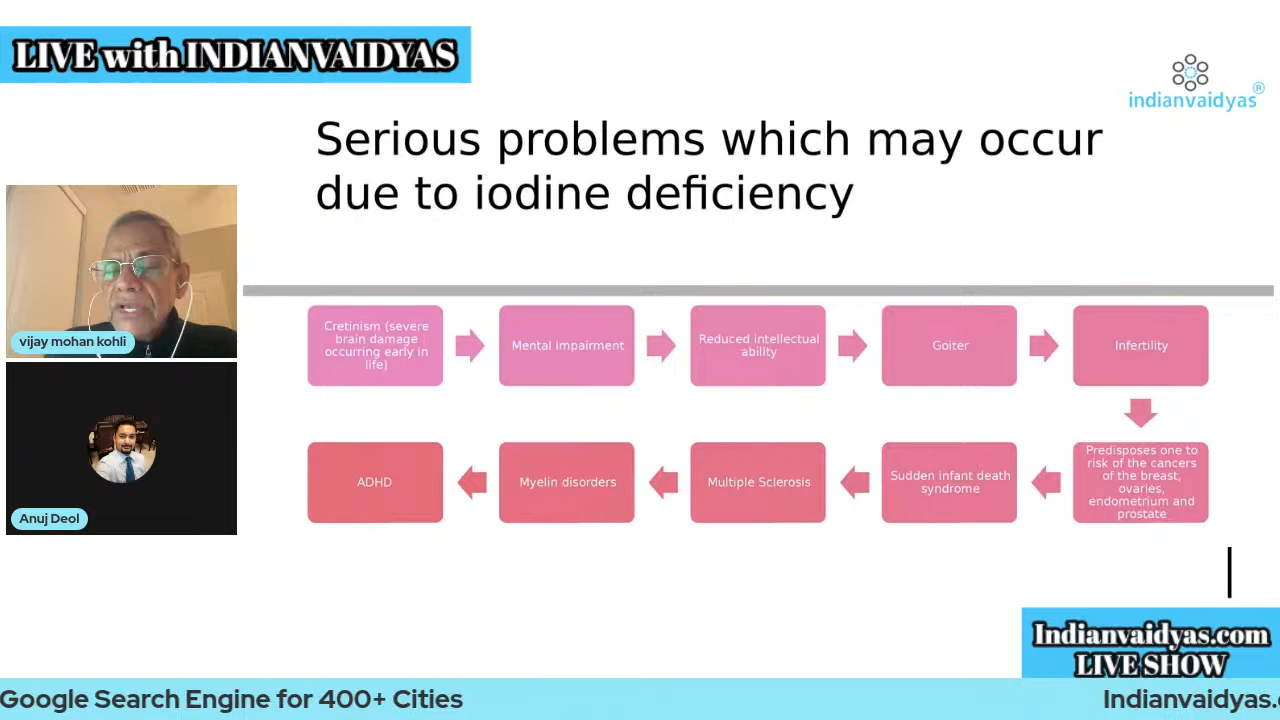 LIVE with INDIANVAIDYAS
indianvaidyas®
Serious problems which may occur
due to iodine deficiency
vijay mohan kohli
Anuj Deol
Cretinism (severe
brain damage
occurring early in
life)
Mental impairment
Reduced intellectual
ability
Goiter
Infertility
Predisposes one to
risk of the cancers
of the breast,
ovaries,
endometrium and
prostate
Sudden infant death
syndrome
Multiple Sclerosis
Myelin disorders
ADHD
Indianvaidyas.com
LIVE SHOW
Google Search Engine for 400+ Cities
Indianvaidyas.